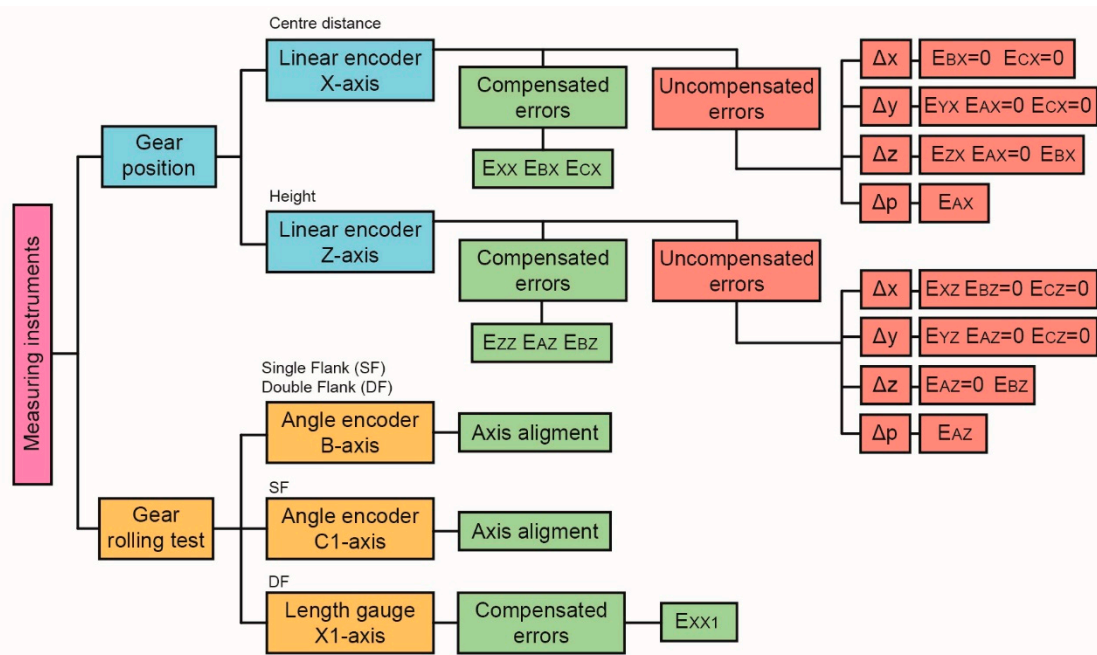 Measuring instruments
Gear
position
Centre distance
Linear encoder
X-axis
Compensated
errors
EXX EBX ECX
Uncompensated
errors
Δx
EBX=0 ECX=0
Δy
EYX EAX=0 ECX=0
Δz
EZX EAX=0 EBX
Δp
EAX
Height
Linear encoder
Z-axis
Compensated
errors
EZZ EAZ EBZ
Uncompensated
errors
Δx
EXZ EBZ=0 ECZ=0
Δy
EYZ EAZ=0 ECZ=0
Δz
EAZ=0 EBZ
Δp
EAZ
Gear
rolling test
Single Flank (SF)
Double Flank (DF)
Angle encoder
B-axis
Axis aligment
SF
Angle encoder
C1-axis
Axis aligment
DF
Length gauge
X1-axis
Compensated
errors
EXX1